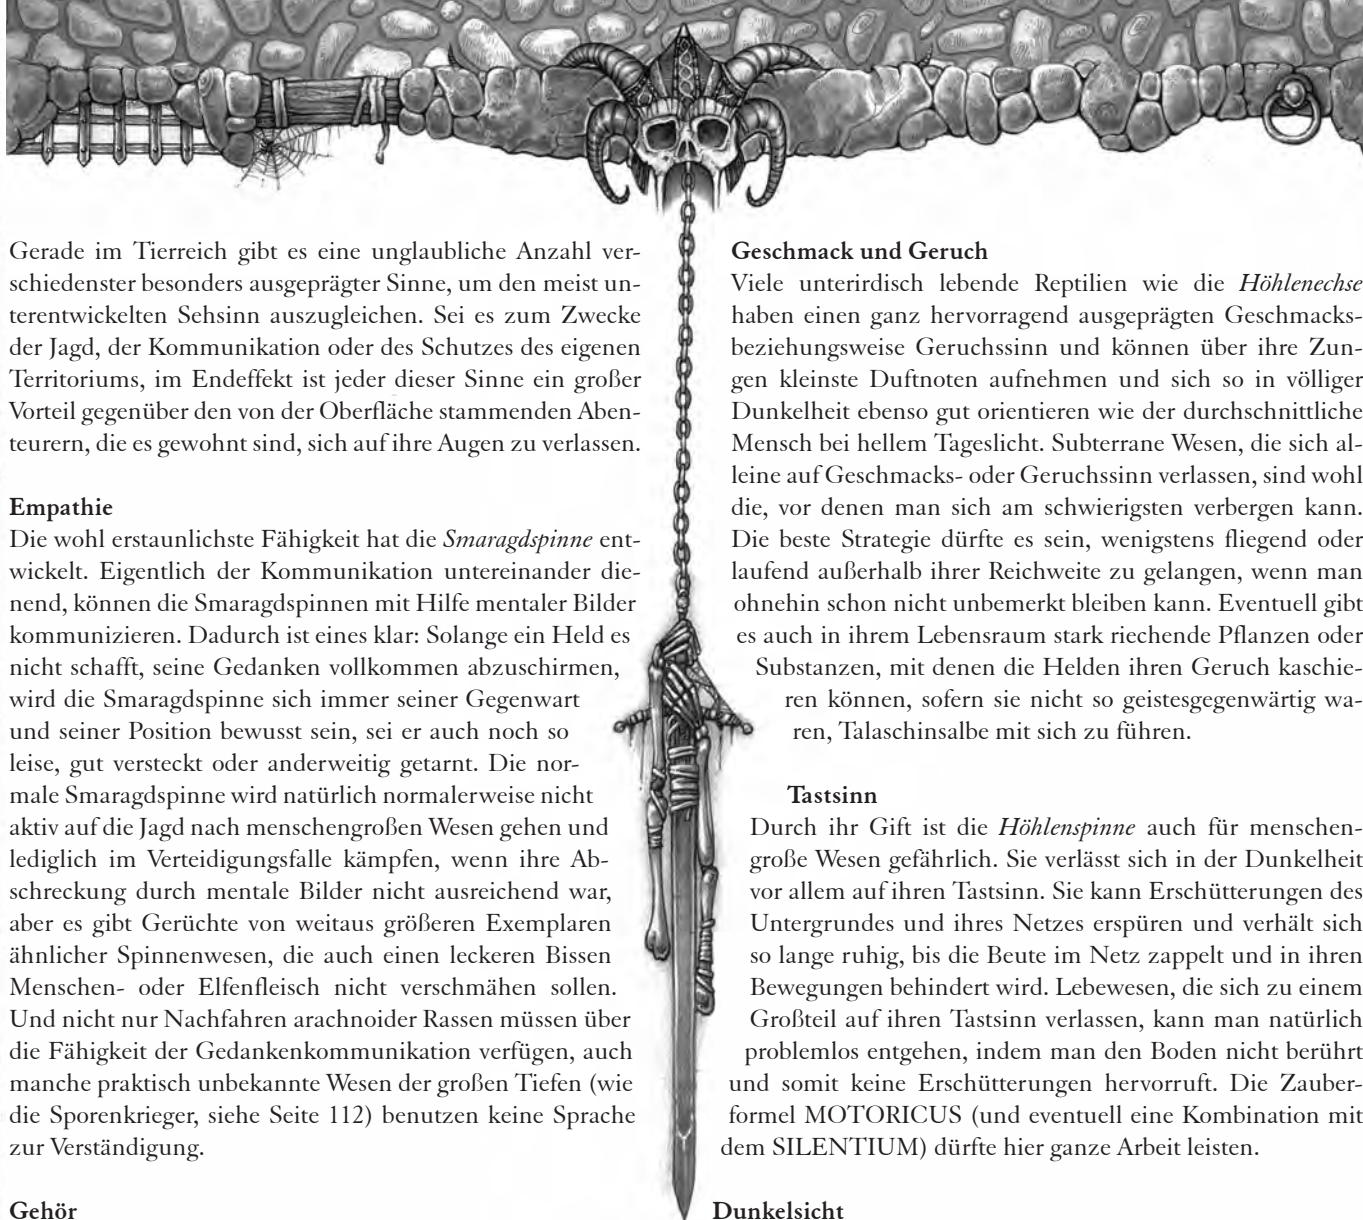 Gerade im Tierreich gibt es eine unglaubliche Anzahl ver-
schiedenster besonders ausgeprägter Sinne, um den meist un-
terentwickelten Sehsinn auszugleichen. Sei es zum Zwecke
der Jagd, der Kommunikation oder des Schutzes des eigenen
Territoriums, im Endeffekt ist jeder dieser Sinne ein großer
Vorteil gegenüber den von der Oberfläche stammenden Aben-
teurern, die es gewohnt sind, sich auf ihre Augen zu verlassen.

Empathie
Die wohl erstaunlichste Fähigkeit hat die Smaragdspinne ent-
wickelt. Eigentlich der Kommunikation untereinander die-
nend, können die Smaragdspinnen mit Hilfe mentaler Bilder
kommunizieren. Dadurch ist eines klar: Solange ein Held es
nicht schafft, seine Gedanken vollkommen abzuschirmen,
wird die Smaragdspinne sich immer seiner Gegenwart
und seiner Position bewusst sein, sei er auch noch so
leise, gut versteckt oder anderweitig getarnt. Die nor-
male Smaragdspinne wird natürlich normalerweise nicht
aktiv auf die Jagd nach menschengroßen Wesen gehen und
lediglich im Verteidigungsfalle kämpfen, wenn ihre Ab-
schreckung durch mentale Bilder nicht ausreichend war,
aber es gibt Gerüchte von weitaus größeren Exemplaren
ähnlicher Spinnenwesen, die auch einen leckeren Bissen
Menschen- oder Elfenfleisch nicht verschmähen sollen.
Und nicht nur Nachfahren arachnoider Rassen müssen über
die Fähigkeit der Gedankenkommunikation verfügen, auch
manche praktisch unbekannte Wesen der großen Tiefen (wie
die Sporenkrieger, siehe Seite 112) benutzen keine Sprache
zur Verständigung.

Gehör

Geschmack und Geruch
Viele unterirdisch lebende Reptilien wie die Höhlenechse
haben einen ganz hervorragend ausgeprägten Geschmacks-
beziehungsweise Geruchssinn und können über ihre Zun-
gen kleinste Duftnoten aufnehmen und sich so in völliger
Dunkelheit ebenso gut orientieren wie der durchschnittliche
Mensch bei hellem Tageslicht. Subterrane Wesen, die sich al-
leine auf Geschmacks- oder Geruchssinn verlassen, sind wohl
die, vor denen man sich am schwierigsten verbergen kann.
Die beste Strategie dürfte es sein, wenigstens fliegend oder
laufend außerhalb ihrer Reichweite zu gelangen, wenn man
ohnehin schon nicht unbemerkt bleiben kann. Eventuell gibt
es auch in ihrem Lebensraum stark riechende Pflanzen oder
Substanzen, mit denen die Helden ihren Geruch kaschie-
ren können, sofern sie nicht so geistesgegenwärtig wa-
ren, Talaschinsalbe mit sich zu führen.

Tastsinn
Durch ihr Gift ist die Höhlenspinne auch für menschen-
große Wesen gefährlich. Sie verlässt sich in der Dunkelheit
vor allem auf ihren Tastsinn. Sie kann Erschütterungen des
Untergrundes und ihres Netzes erspüren und verhält sich
so lange ruhig, bis die Beute im Netz zappelt und in ihren
Bewegungen behindert wird. Lebewesen, die sich zu einem
Großteil auf ihren Tastsinn verlassen, kann man natürlich
problemlos entgehen, indem man den Boden nicht berührt
und somit keine Erschütterungen hervorruft. Die Zauber-
formel MOTORICUS (und eventuell eine Kombination mit
dem SILENTIUM) dürfte hier ganze Arbeit leisten.

Dunkelsicht